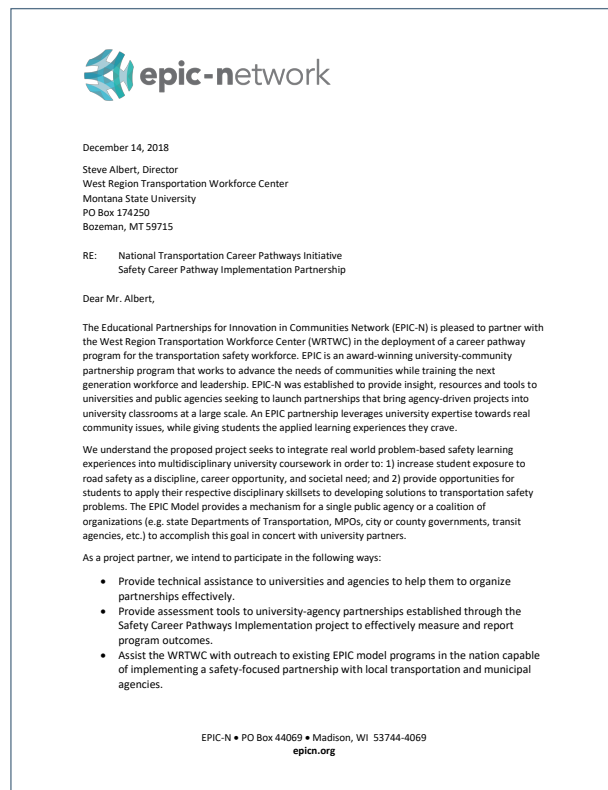 epic-network
December 14, 2018
Steve Albert, Director
West Region Transportation Workforce Center
Montana State University
PO Box 174250
Bozeman, MT 59715
RE: National Transportation Career Pathways Initiative
Safety Career Pathway Implementation Partnership
Dear Mr. Albert,
The Educational Partnerships for Innovation in Communities Network (EPIC-N) is pleased to partner with
the West Region Transportation Workforce Center (WRTWC) in the deployment of a career pathway
program for the transportation safety workforce. EPIC is an award-winning university-community
partnership program that works to advance the needs of communities while training the next
generation workforce and leadership. EPIC-N was established to provide insight, resources and tools to
universities and public agencies seeking to launch partnerships that bring agency-driven projects into
university classrooms at a large scale. An EPIC partnership leverages university expertise towards real
community issues, while giving students the applied learning experiences they crave.
We understand the proposed project seeks to integrate real world problem-based safety learning
experiences into multidisciplinary university coursework in order to: 1) increase student exposure to
road safety as a discipline, career opportunity, and societal need; and 2) provide opportunities for
students to apply their respective disciplinary skillsets to developing solutions to transportation safety
problems. The EPIC Model provides a mechanism for a single public agency or a coalition of
organizations (e.g. state Departments of Transportation, MPOs, city or county governments, transit
agencies, etc.) to accomplish this goal in concert with university partners.
As a project partner, we intend to participate in the following ways:
• Provide technical assistance to universities and agencies to help them to organize
partnerships effectively.
• Provide assessment tools to university-agency partnerships established through the
Safety Career Pathways Implementation project to effectively measure and report
program outcomes.
• Assist the WRTWC with outreach to existing EPIC model programs in the nation capable
of implementing a safety-focused partnership with local transportation and municipal
agencies.
EPIC-N • PO Box 44069 • Madison, WI 53744-4069
epicn.org